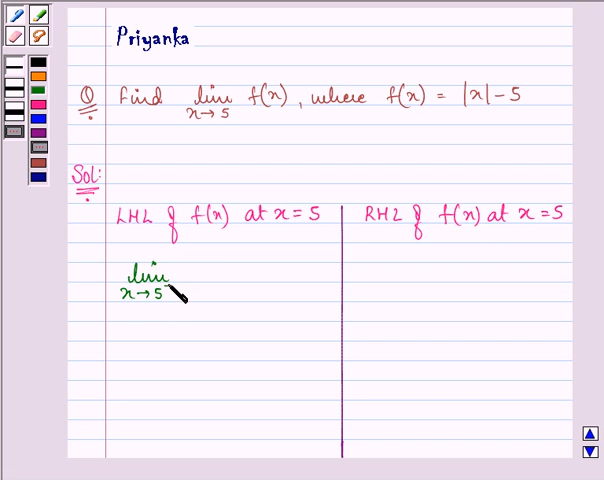 Priyanka
Q Find lim f(x), where f(x) = |x| - 5
x→5
Sol:
LHL of f(x) at x = 5
RHL of f(x) at x = 5
lim
x→5